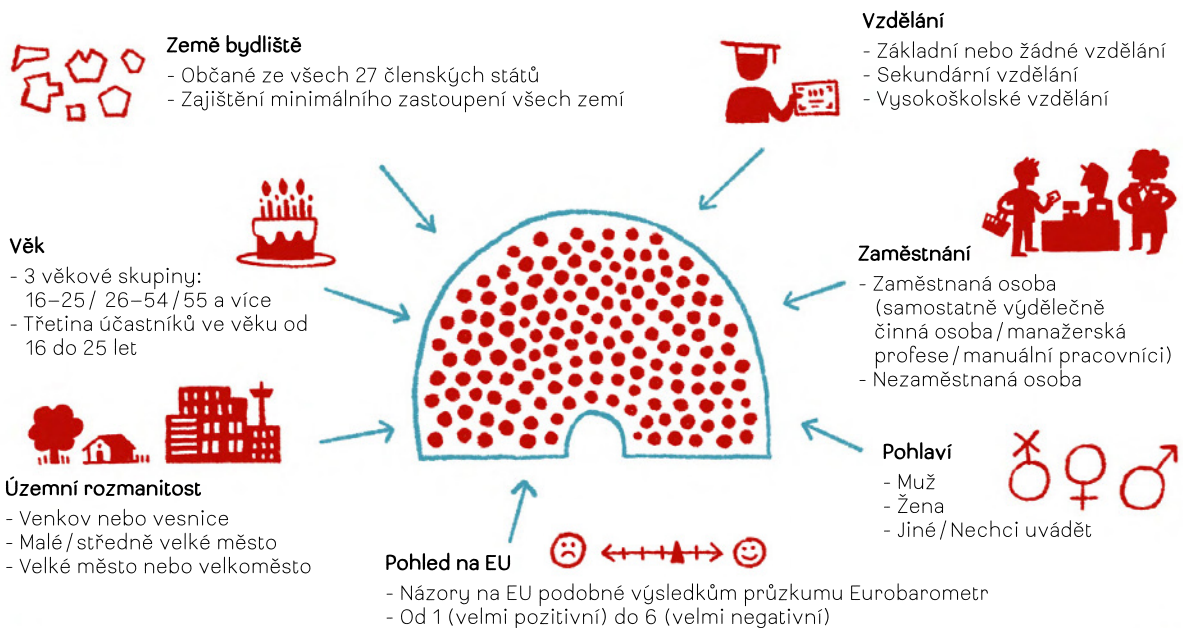 Země bydliště
- Občané ze všech 27 členských států
- Zajištění minimálního zastoupení všech zemí
Vzdělání
- Základní nebo žádné vzdělání
- Sekundární vzdělání
- Vysokoškolské vzdělání
Věk
- 3 věkové skupiny:
16–25 / 26–54 / 55 a více
- Třetina účastníků ve věku od
16 do 25 let
Zaměstnání
- Zaměstnaná osoba
(samostatně výdělečně
činná osoba / manažerská
profese / manuální pracovníci)
- Nezaměstnaná osoba
Územní rozmanitost
- Venkov nebo vesnice
- Malé / středně velké město
- Velké město nebo velkoměsto
Pohlaví
- Muž
- Žena
- Jiné / Nechci uvádět
Pohled na EU
- Názory na EU podobné výsledkům průzkumu Eurobarometr
- Od 1 (velmi pozitivní) do 6 (velmi negativní)